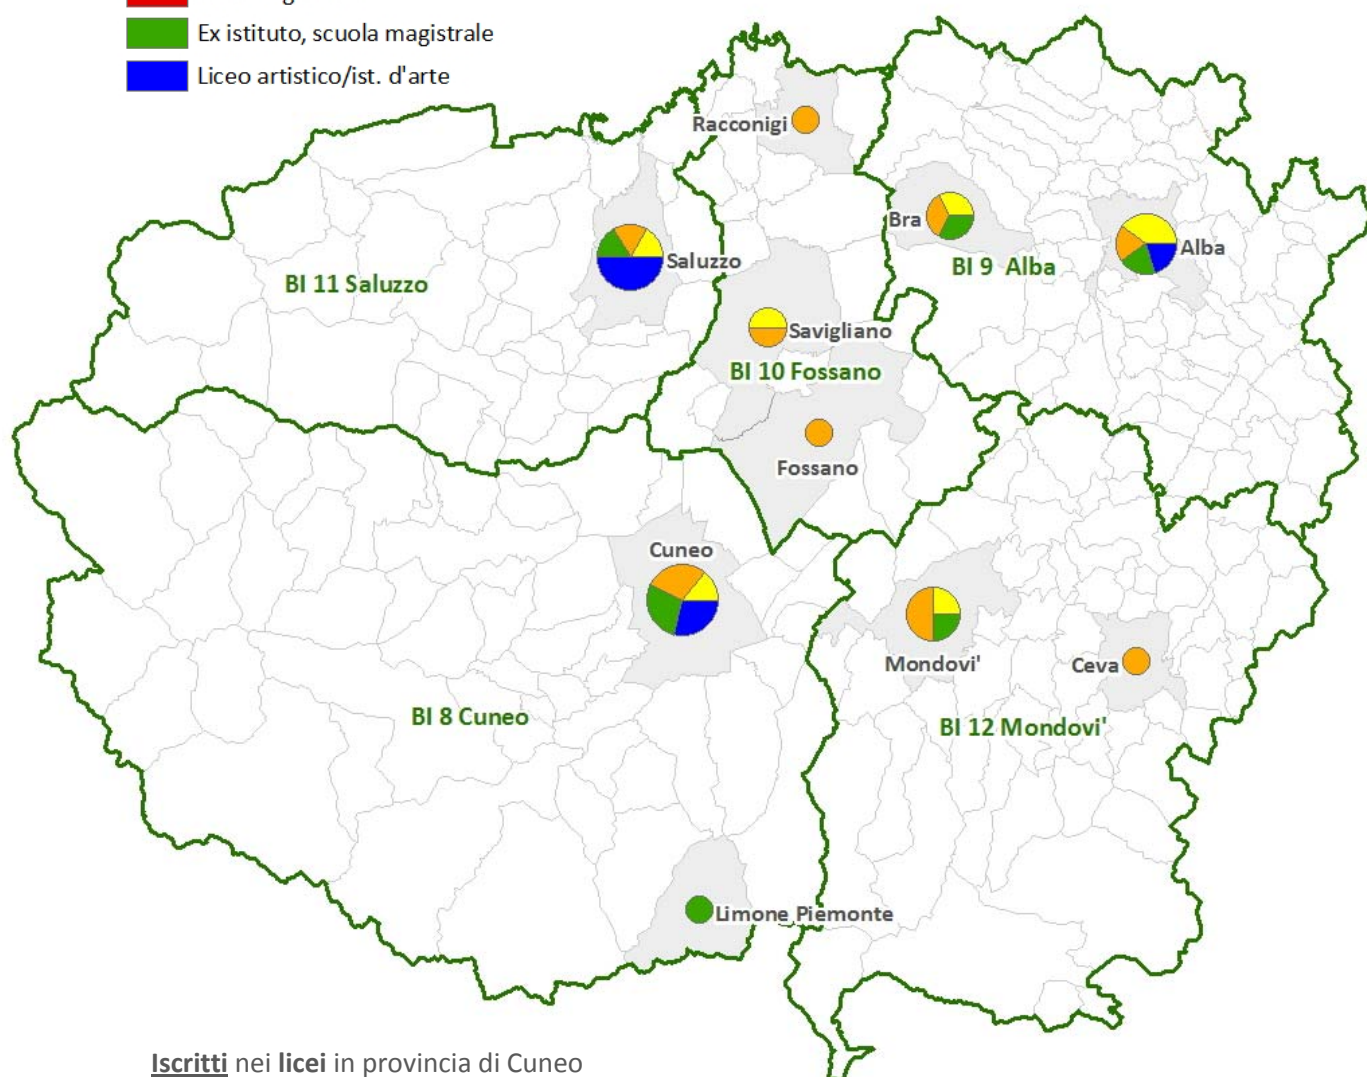 Ex istituto, scuola magistrale
Liceo artistico/ist. d'arte
Racconigi
Bra
Alba
BI 9 Alba
Saluzzo
BI 11 Saluzzo
Savigliano
BI 10 Fossano
Fossano
Cuneo
Mondovi'
Ceva
BI 8 Cuneo
BI 12 Mondovi'
Limone Piemonte
Iscritti nei licei in provincia di Cuneo